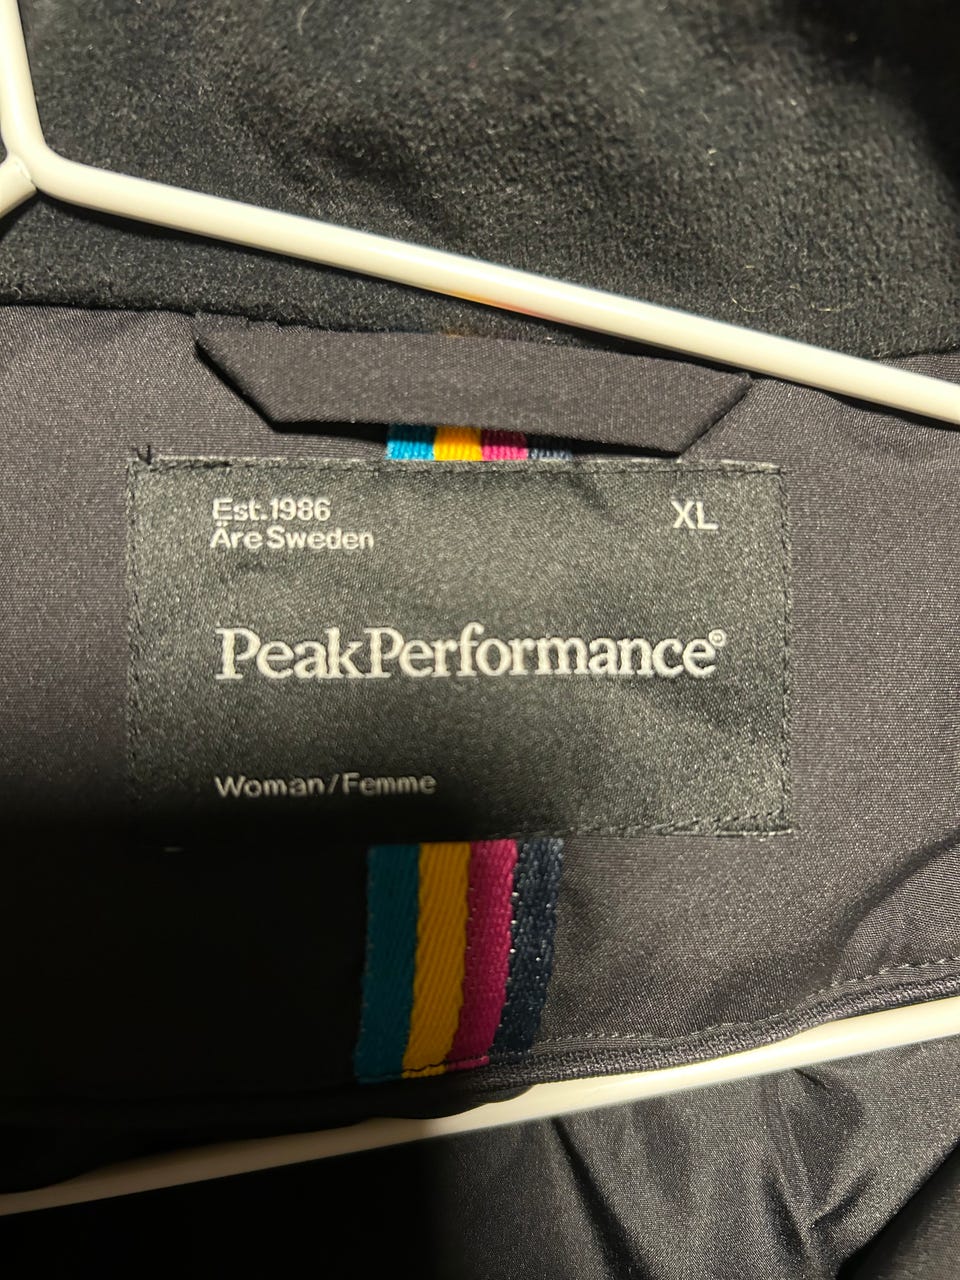 Est.1986
XL
Åre Sweden
PeakPerformance®
Woman/Femme